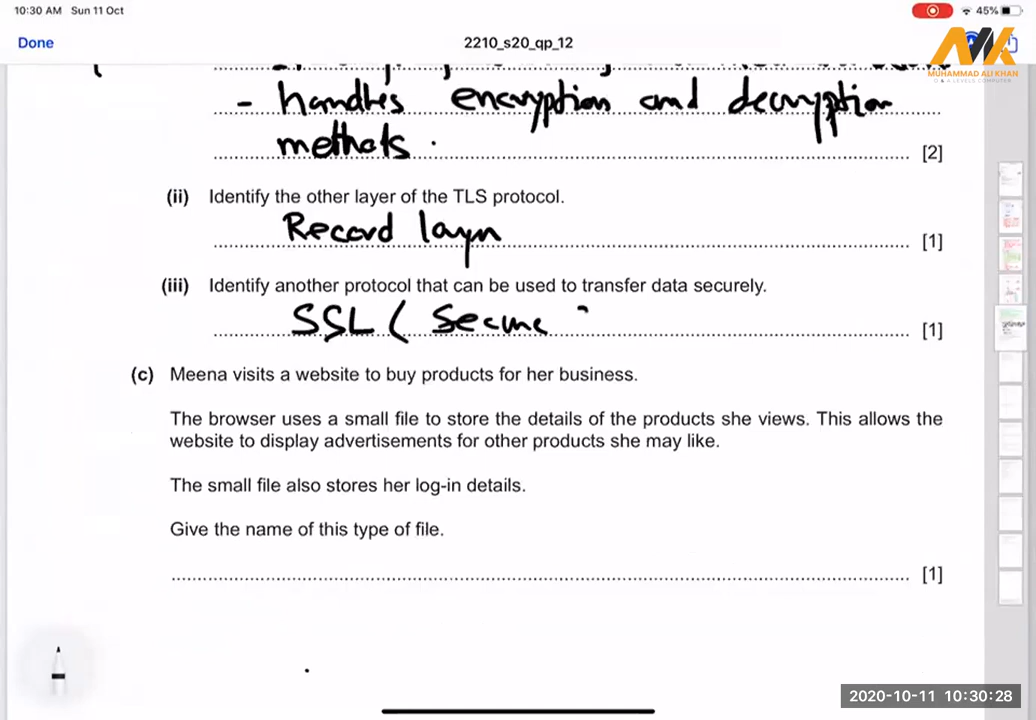 10:30 AM Sun 11 Oct
45%
Done
2210_s20_qp_12
MUHAMMAD ALI KHAN
O & A LEVELS COMPUTER
- handles encryption and decryption
methods. [2]
(ii) Identify the other layer of the TLS protocol.
Record layer [1]
(iii) Identify another protocol that can be used to transfer data securely.
SSL ( Secure [1]
(c) Meena visits a website to buy products for her business.
The browser uses a small file to store the details of the products she views. This allows the
website to display advertisements for other products she may like.
The small file also stores her log-in details.
Give the name of this type of file.
[1]
2020-10-11 10:30:28